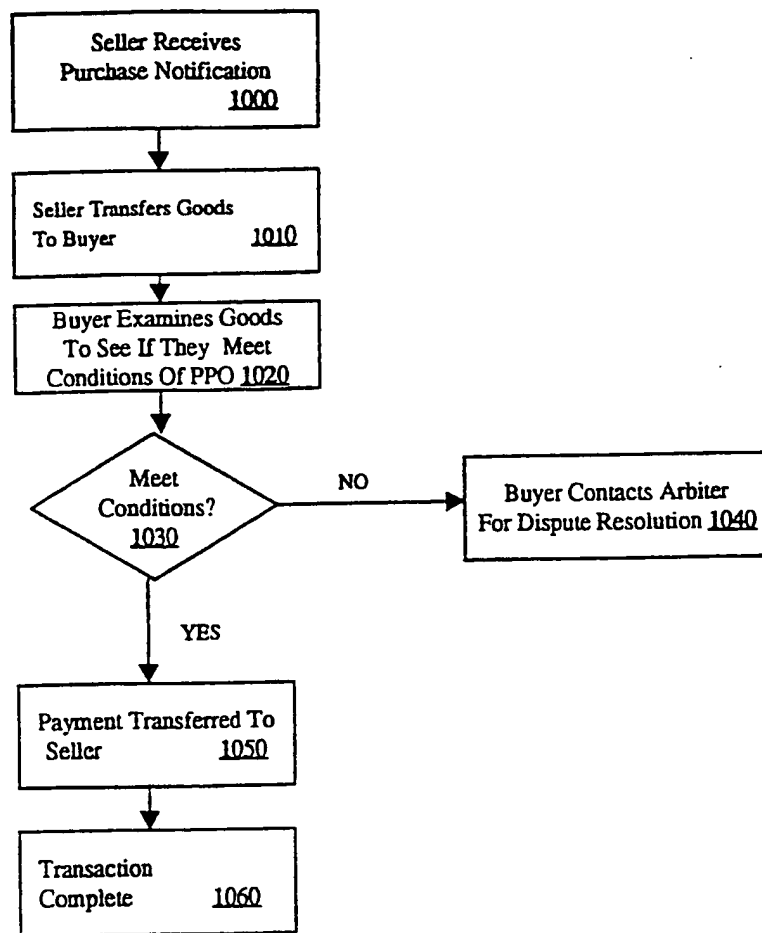 Seller Receives
Purchase Notification
1000
Seller Transfers Goods
To Buyer 1010
Buyer Examines Goods
To See If They Meet
Conditions Of PPO 1020
Meet
Conditions?
1030
NO
Buyer Contacts Arbiter
For Dispute Resolution 1040
YES
Payment Transferred To
Seller 1050
Transaction
Complete 1060